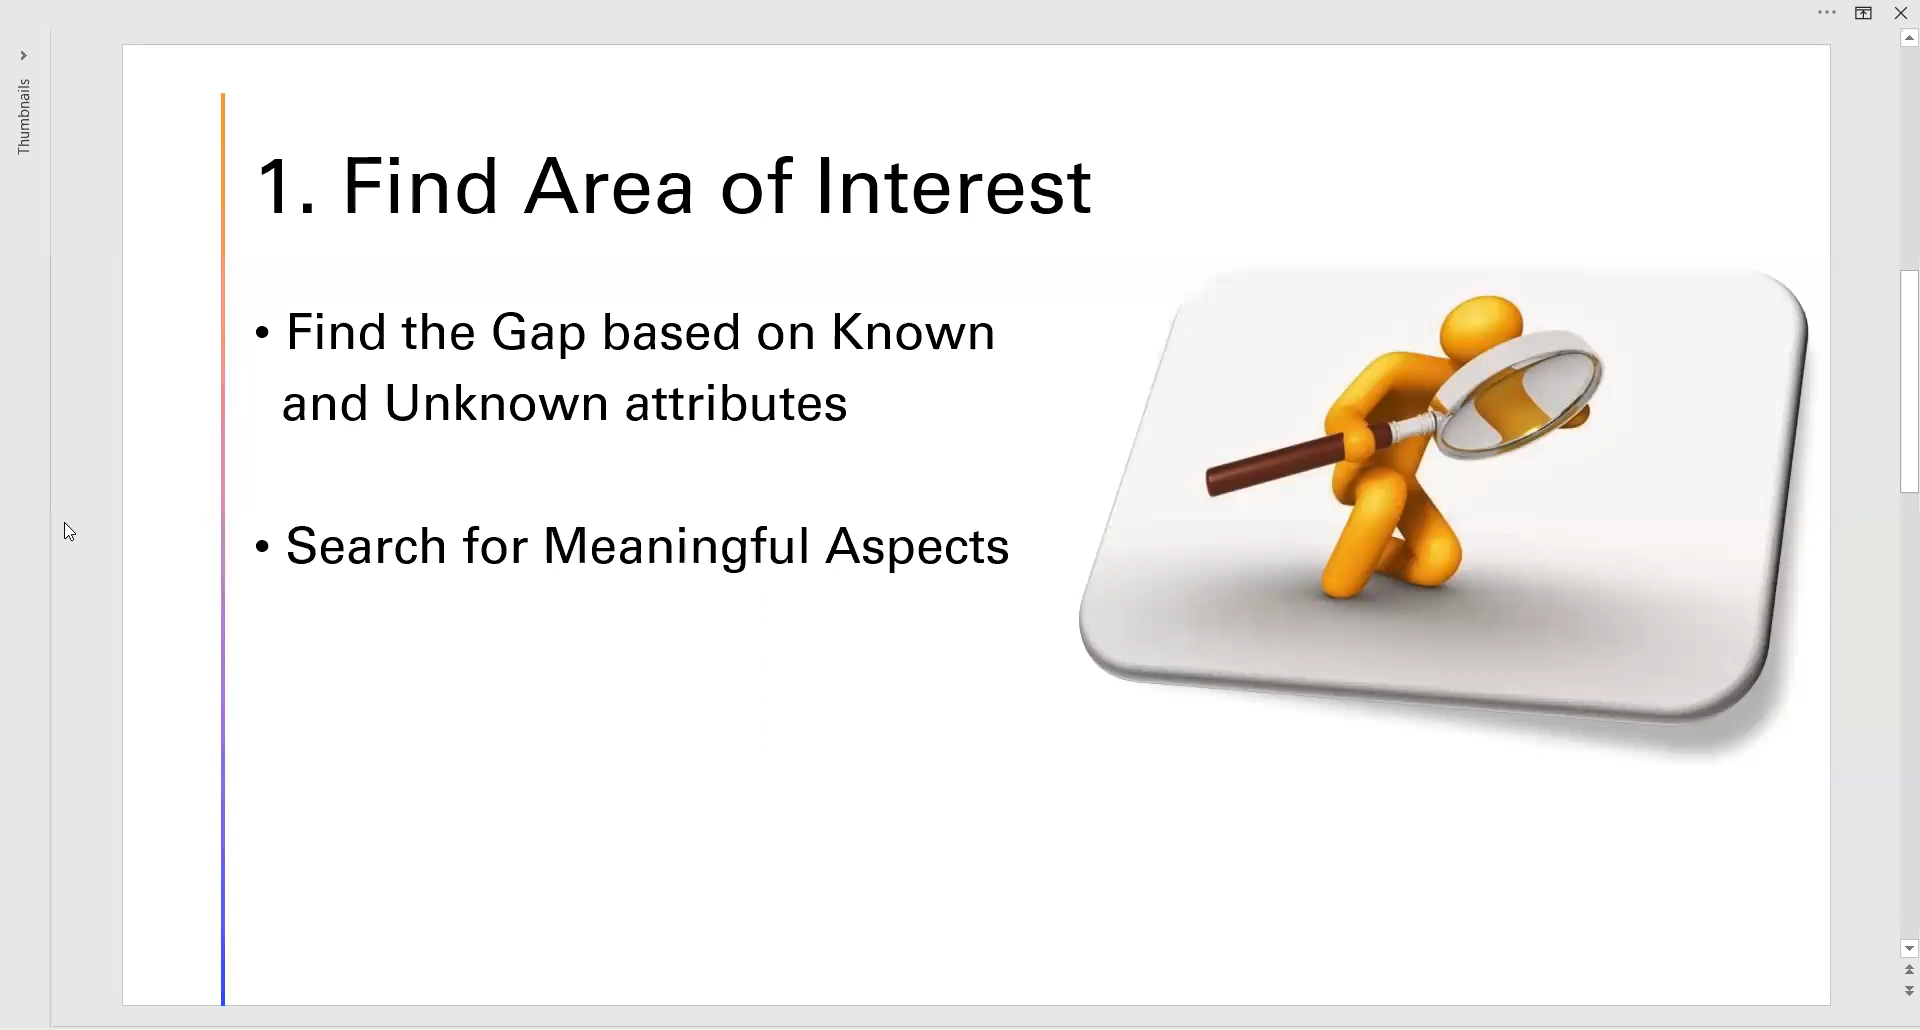 Thumbnails
1. Find Area of Interest
• Find the Gap based on Known
and Unknown attributes
• Search for Meaningful Aspects